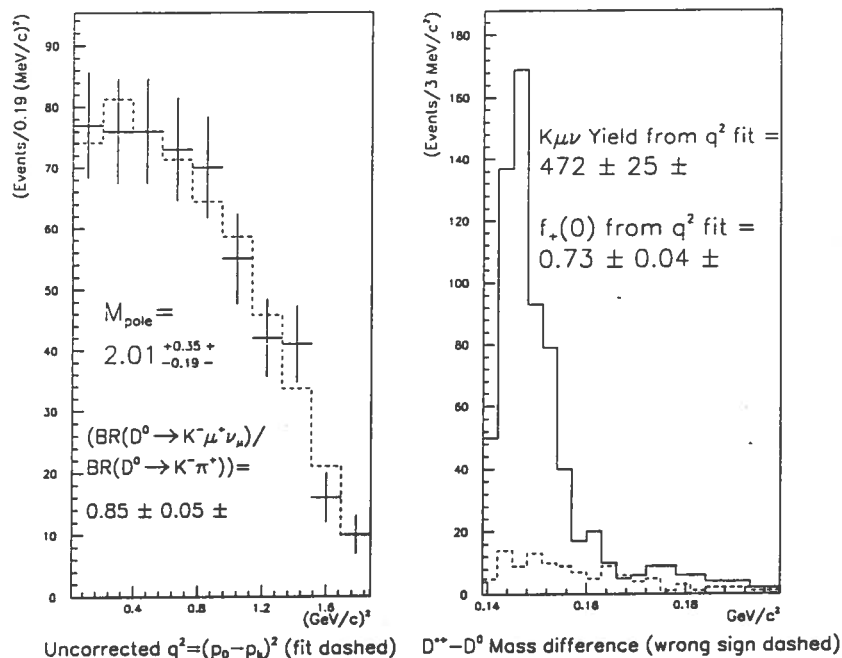 (Events/0.19 (MeV/c)²)
90
80
70
60
50
40
30
20
10
0
M_pole =
2.01 +0.35 + −0.19 −
(BR(D⁰ → K⁻μ⁺ν_μ)/
BR(D⁰ → K⁻π⁺))=
0.85 ± 0.05 ±
0.4 0.8 1.2 1.6
(GeV/c)²
Uncorrected q²=(p_D−p_k)² (fit dashed)
(Events/3 MeV/c²)
180
160
140
120
100
80
60
40
20
0
Kμν Yield from q² fit =
472 ± 25 ±
f₊(0) from q² fit =
0.73 ± 0.04 ±
0.14 0.16 0.18
GeV/c²
D*⁺−D⁰ Mass difference (wrong sign dashed)